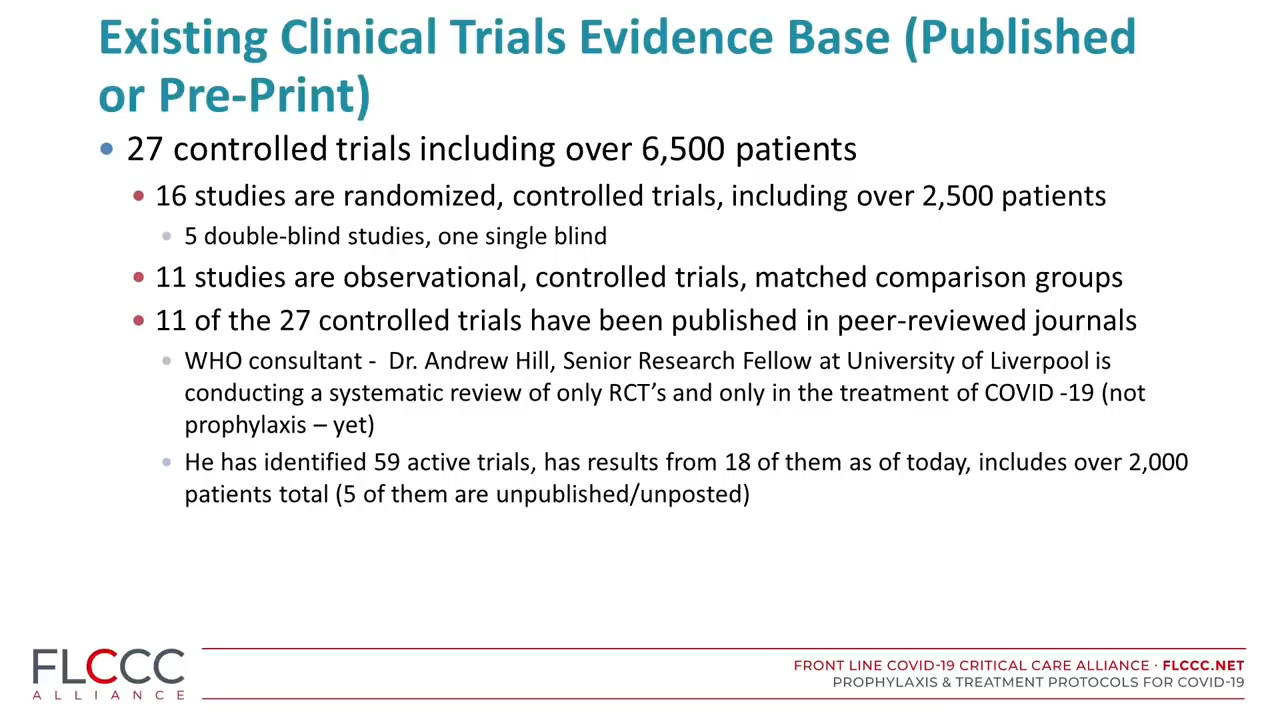 Existing Clinical Trials Evidence Base (Published
or Pre-Print)
• 27 controlled trials including over 6,500 patients
• 16 studies are randomized, controlled trials, including over 2,500 patients
• 5 double-blind studies, one single blind
• 11 studies are observational, controlled trials, matched comparison groups
• 11 of the 27 controlled trials have been published in peer-reviewed journals
• WHO consultant - Dr. Andrew Hill, Senior Research Fellow at University of Liverpool is
conducting a systematic review of only RCT’s and only in the treatment of COVID -19 (not
prophylaxis – yet)
• He has identified 59 active trials, has results from 18 of them as of today, includes over 2,000
patients total (5 of them are unpublished/unposted)
FLCCC
ALLIANCE
FRONT LINE COVID-19 CRITICAL CARE ALLIANCE · FLCCC.NET
PROPHYLAXIS & TREATMENT PROTOCOLS FOR COVID-19